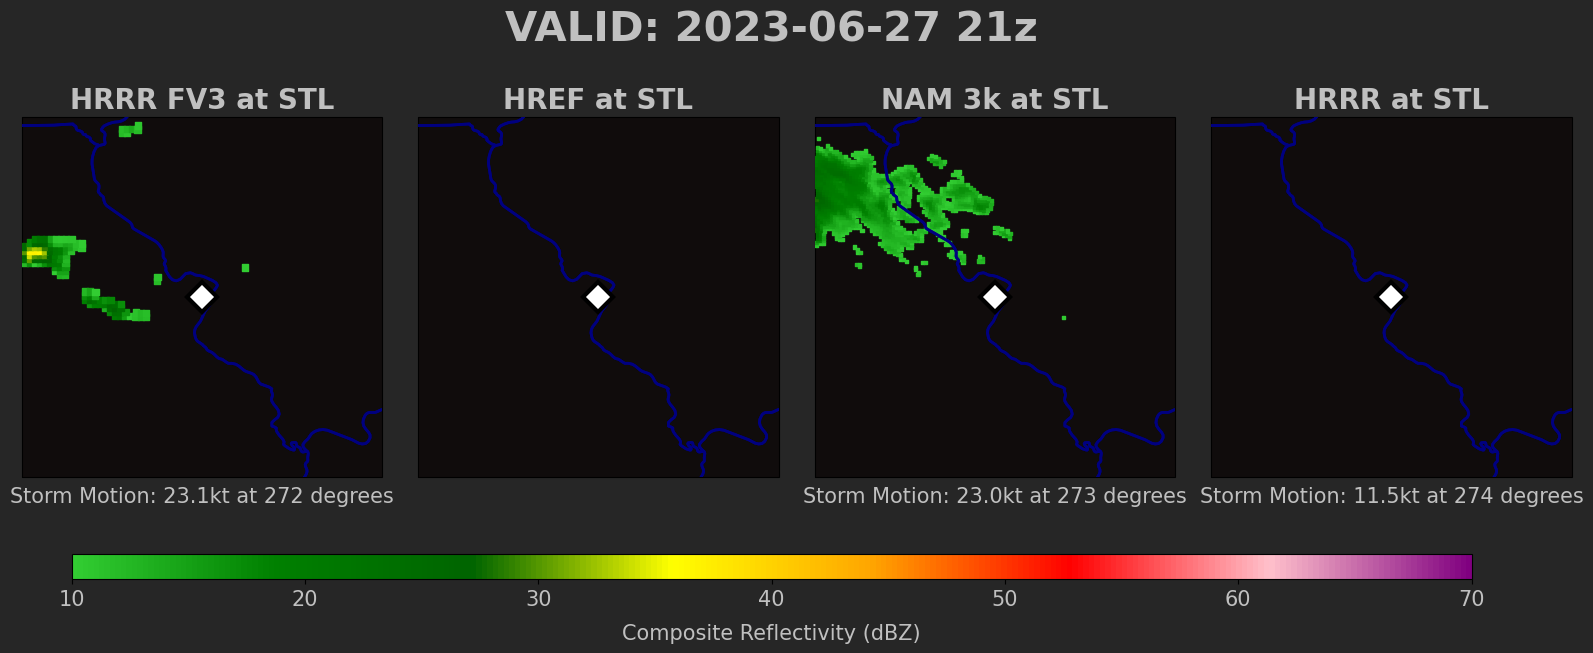 VALID: 2023-06-27 21z
HRRR FV3 at STL
HREF at STL
NAM 3k at STL
HRRR at STL
Storm Motion: 23.1kt at 272 degrees
Storm Motion: 23.0kt at 273 degrees
Storm Motion: 11.5kt at 274 degrees
10 20 30 40 50 60 70
Composite Reflectivity (dBZ)